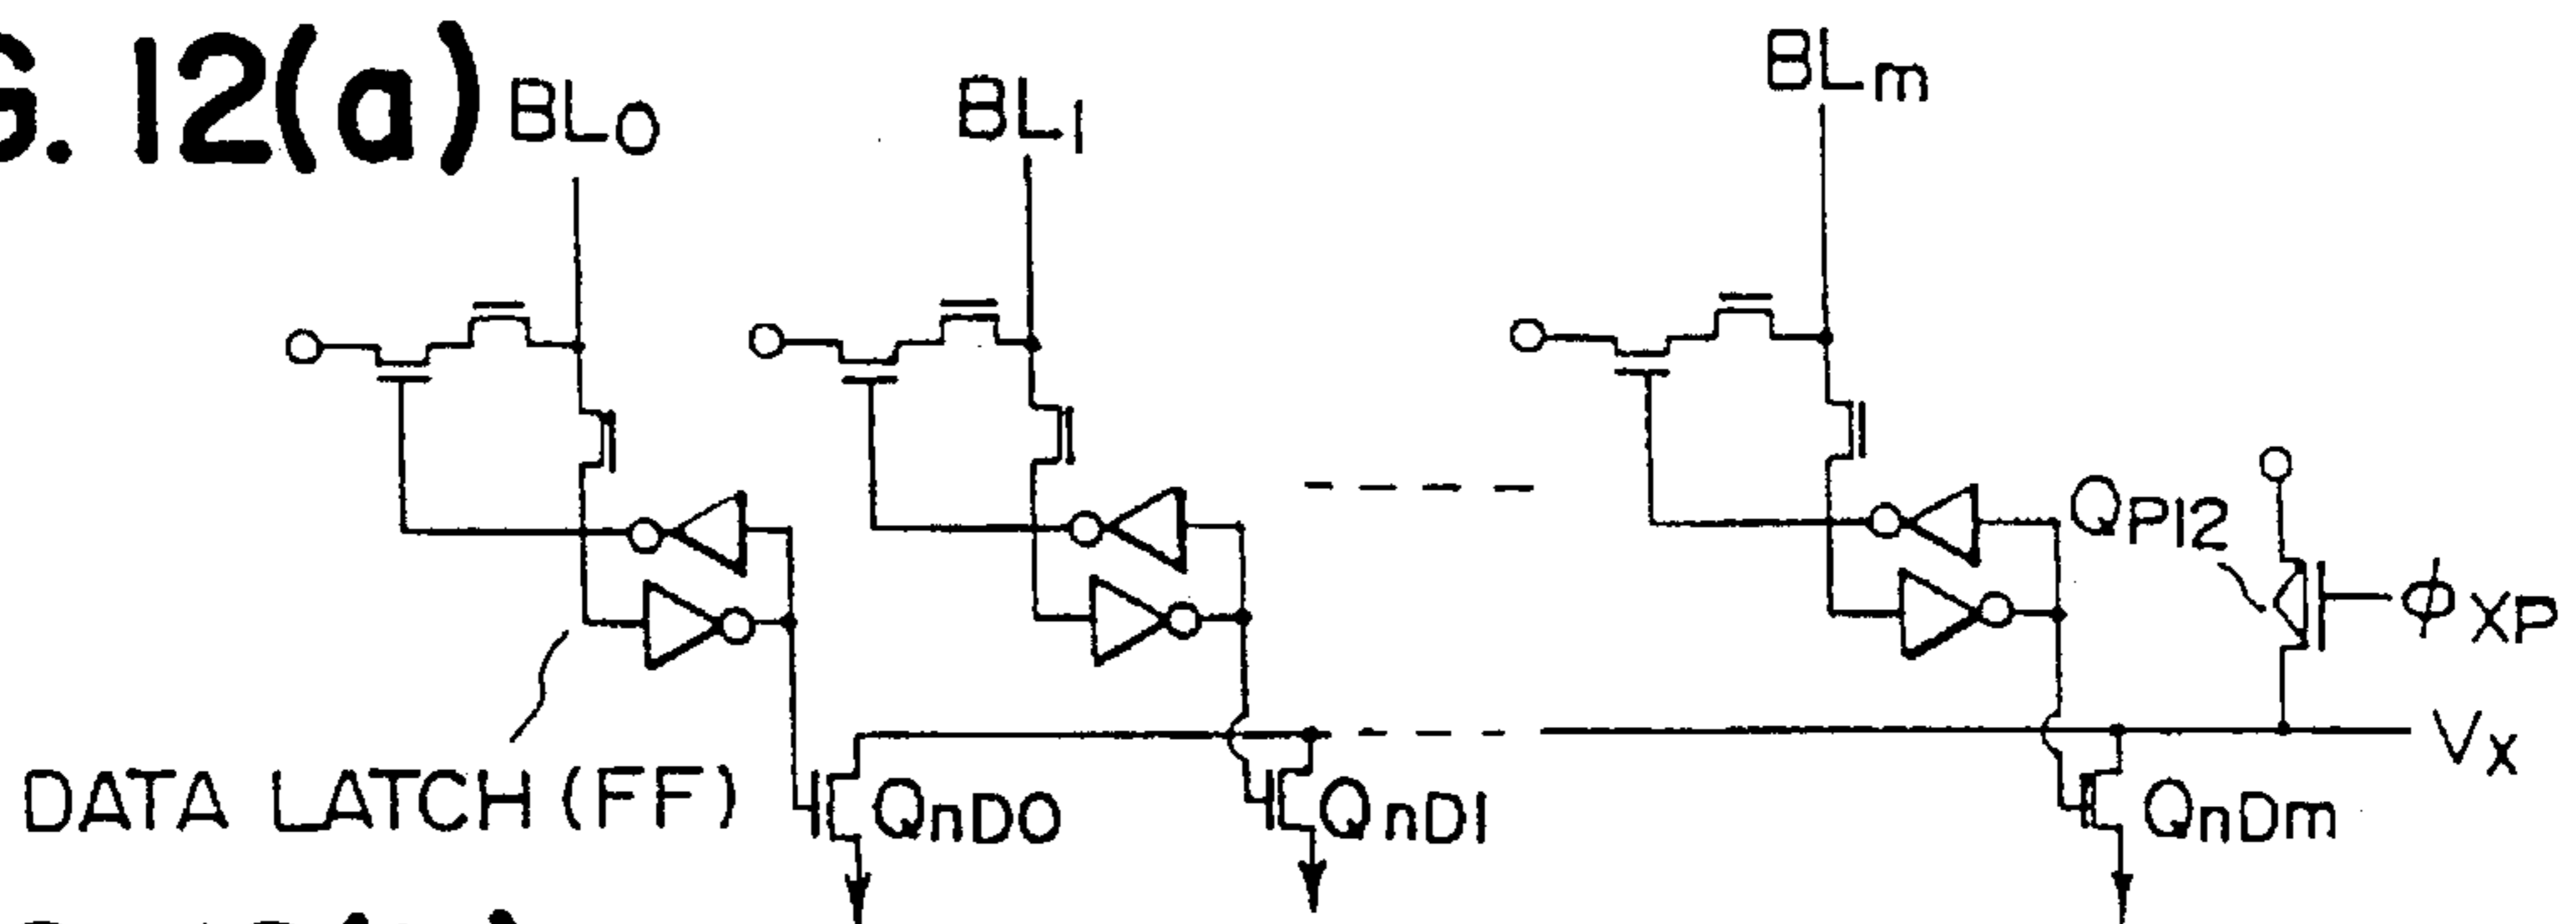 G. 12(a)
BL0
BL1
BLm
QP12
ΦXP
VX
DATA LATCH (FF)
QnD0
QnD1
QnDm